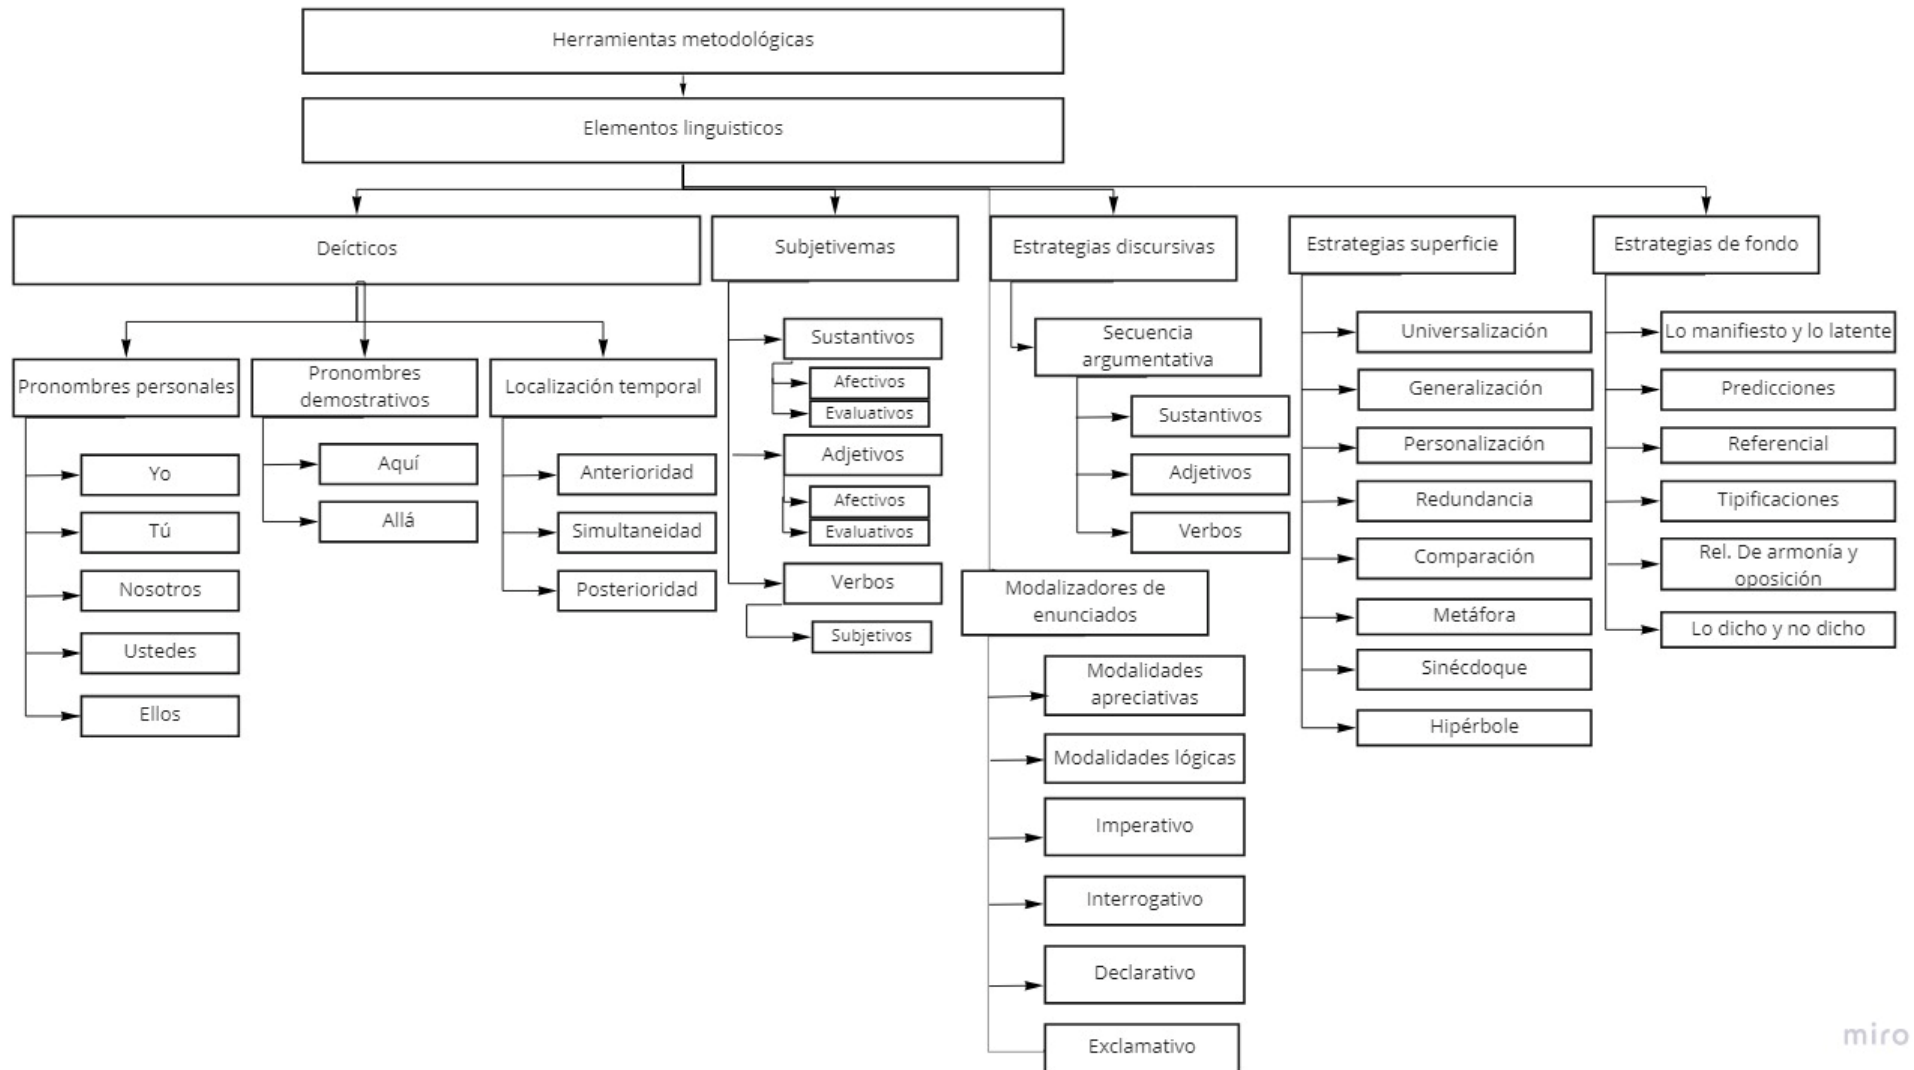 Herramientas metodológicas
Elementos linguisticos
Deícticos
Pronombres personales
Yo
Tú
Nosotros
Ustedes
Ellos
Pronombres
demostrativos
Aquí
Allá
Localización temporal
Anterioridad
Simultaneidad
Posterioridad
Subjetivemas
Sustantivos
Afectivos
Evaluativos
Adjetivos
Afectivos
Evaluativos
Verbos
Subjetivos
Estrategias discursivas
Secuencia
argumentativa
Sustantivos
Adjetivos
Verbos
Modalizadores de
enunciados
Modalidades
apreciativas
Modalidades lógicas
Imperativo
Interrogativo
Declarativo
Exclamativo
Estrategias superficie
Universalización
Generalización
Personalización
Redundancia
Comparación
Metáfora
Sinécdoque
Hipérbole
Estrategias de fondo
Lo manifiesto y lo latente
Predicciones
Referencial
Tipificaciones
Rel. De armonía y
oposición
Lo dicho y no dicho
miro